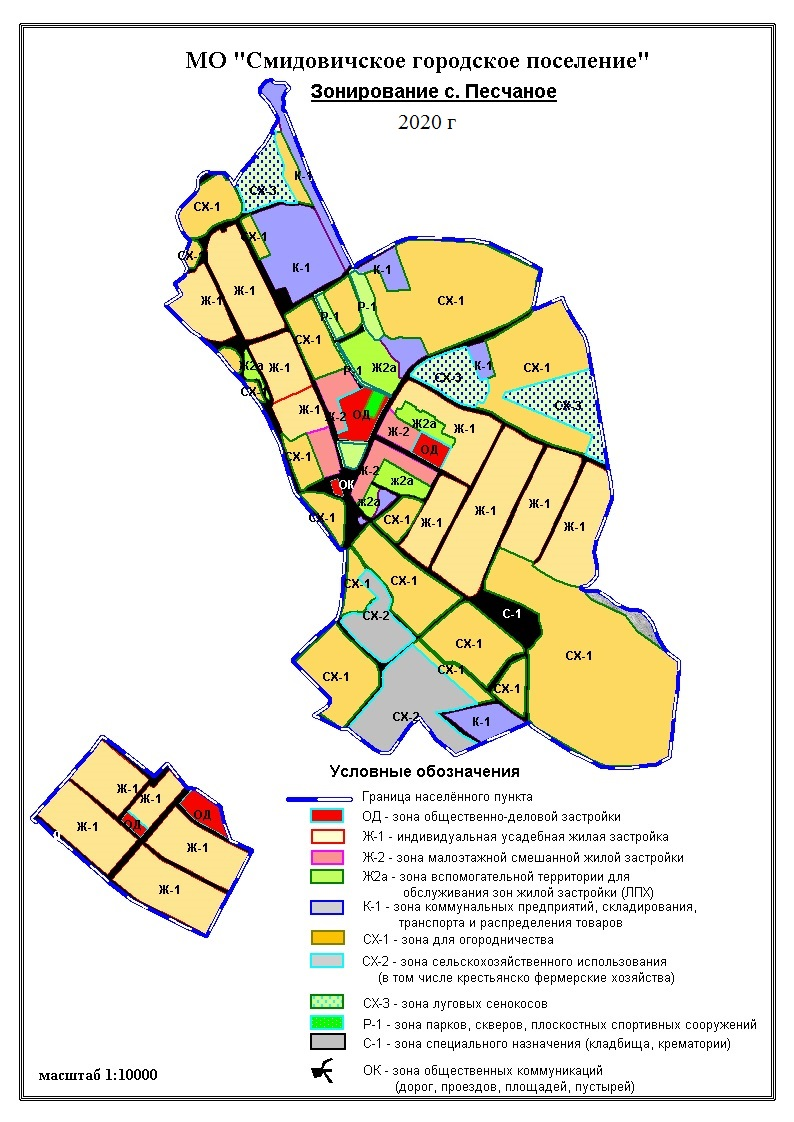 МО "Смидовичское городское поселение"
Зонирование с. Песчаное
2020 г
К-1
СХ-3
СХ-1
СХ-1
СХ-
К-1
К-1
Ж-1
Ж-1
СХ-1
Р-1
Р-1
СХ-1
Ж2а
Ж-1
Р-1
Ж2а
СХ-3
К-1
СХ-1
СХ-1
СХ-3
Ж-1
Ж-2
ОД
Ж-2
Ж2а
Ж-1
ОД
СХ-1
ОК
Ж-2
ж2а
ж2а
СХ-1
СХ-1
Ж-1
Ж-1
Ж-1
Ж-1
СХ-1
СХ-1
СХ-2
С-1
СХ-1
СХ-1
СХ-1
СХ-1
СХ-1
СХ-2
К-1
Ж-1
Ж-1
ОД
Ж-1
ОД
Ж-1
Ж-1
Условные обозначения
Граница населённого пункта
ОД - зона общественно-деловой застройки
Ж-1 - индивидуальная усадебная жилая застройка
Ж-2 - зона малоэтажной смешанной жилой застройки
Ж2а - зона вспомогательной территории для
обслуживания зон жилой застройки (ЛПХ)
К-1 - зона коммунальных предприятий, складирования,
транспорта и распределения товаров
СХ-1 - зона для огородничества
СХ-2 - зона сельскохозяйственного использования
(в том числе крестьянско фермерские хозяйства)
СХ-3 - зона луговых сенокосов
Р-1 - зона парков, скверов, плоскостных спортивных сооружений
С-1 - зона специального назначения (кладбища, крематории)
ОК - зона общественных коммуникаций
(дорог, проездов, площадей, пустырей)
масштаб 1:10000